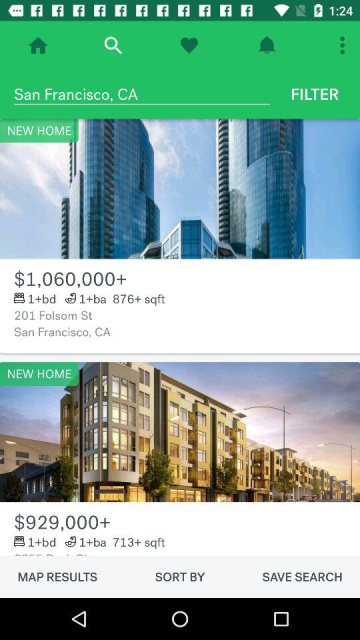 1:24
San Francisco, CA
FILTER
NEW HOME
$1,060,000+
1+bd 1+ba 876+ sqft
201 Folsom St
San Francisco, CA
NEW HOME
$929,000+
1+bd 1+ba 713+ sqft
MAP RESULTS
SORT BY
SAVE SEARCH